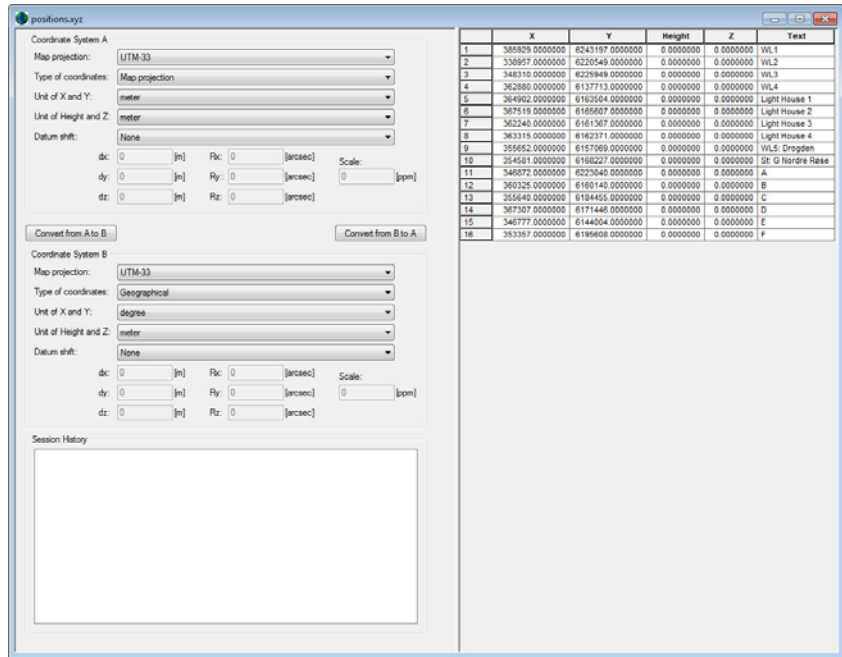 positions.xyz
Coordinate System A
Map projection: UTM-33
Type of coordinates: Map projection
Unit of X and Y: meter
Unit of Height and Z: meter
Datum shift: None
dx: 0 [m] Rx: 0 [arcsec] Scale:
dy: 0 [m] Ry: 0 [arcsec] 0 [ppm]
dz: 0 [m] Rz: 0 [arcsec]
Convert from A to B Convert from B to A
Coordinate System B
Map projection: UTM-33
Type of coordinates: Geographical
Unit of X and Y: degree
Unit of Height and Z: meter
Datum shift: None
dx: 0 [m] Rx: 0 [arcsec] Scale:
dy: 0 [m] Ry: 0 [arcsec] 0 [ppm]
dz: 0 [m] Rz: 0 [arcsec]
Session History
X Y Height Z Text
1 385929.0000000 6243197.0000000 0.0000000 0.0000000 WL1
2 338957.0000000 6220549.0000000 0.0000000 0.0000000 WL2
3 348310.0000000 6225949.0000000 0.0000000 0.0000000 WL3
4 362880.0000000 6137713.0000000 0.0000000 0.0000000 WL4
5 364902.0000000 6163504.0000000 0.0000000 0.0000000 Light House 1
6 367519.0000000 6165607.0000000 0.0000000 0.0000000 Light House 2
7 362240.0000000 6161367.0000000 0.0000000 0.0000000 Light House 3
8 363315.0000000 6162371.0000000 0.0000000 0.0000000 Light House 4
9 355652.0000000 6157069.0000000 0.0000000 0.0000000 WL5: Drogden
10 354581.0000000 6168227.0000000 0.0000000 0.0000000 St: G Nordre Røse
11 346872.0000000 6223040.0000000 0.0000000 0.0000000 A
12 360325.0000000 6160140.0000000 0.0000000 0.0000000 B
13 355640.0000000 6184455.0000000 0.0000000 0.0000000 C
14 367307.0000000 6171446.0000000 0.0000000 0.0000000 D
15 346777.0000000 6144004.0000000 0.0000000 0.0000000 E
16 353357.0000000 6195608.0000000 0.0000000 0.0000000 F